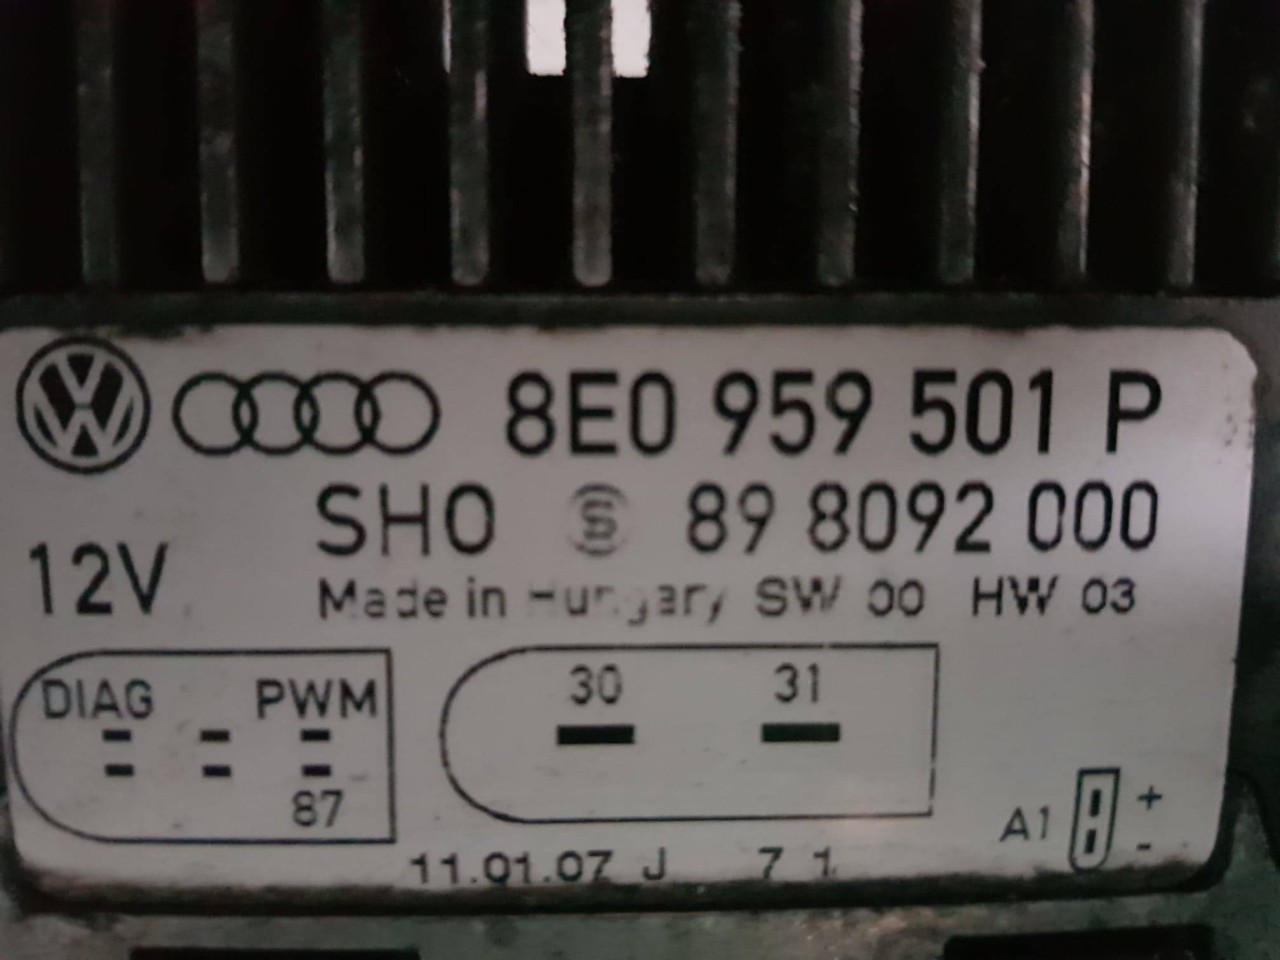 8E0 959 501 P
SHO S 89 8092 000
12V
Made in Hungary SW 00 HW 03
DIAG PWM
87
30 31
A1 + -
11.01.07 J 7 1